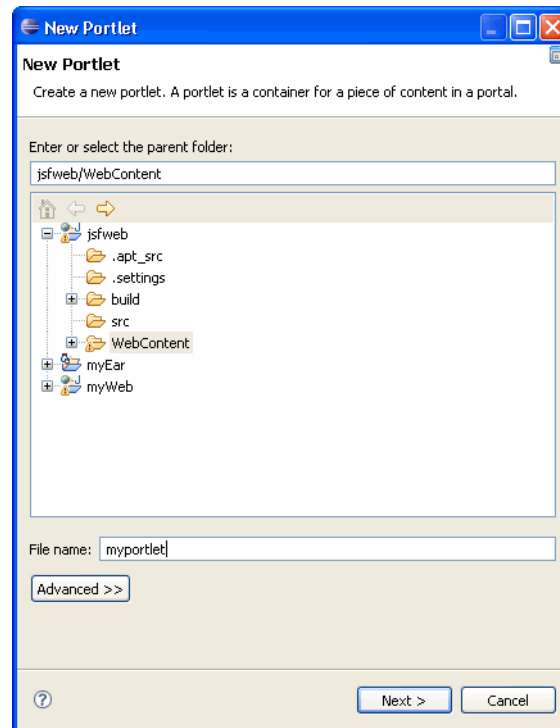 New Portlet
New Portlet
Create a new portlet. A portlet is a container for a piece of content in a portal.
Enter or select the parent folder:
jsfweb/WebContent
jsfweb
.apt_src
.settings
build
src
WebContent
myEar
myWeb
File name: myportlet
Advanced >>
Next > Cancel